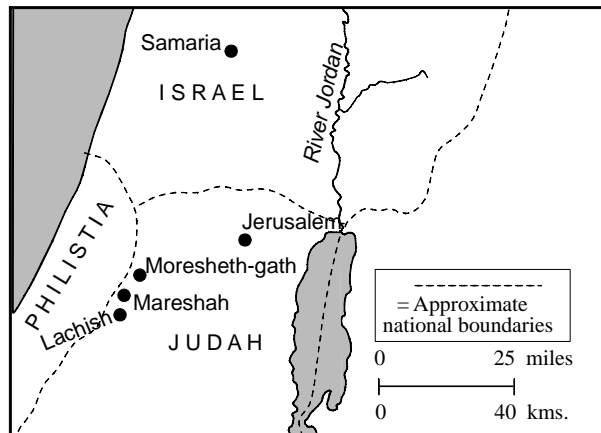 Samaria
ISRAEL
River Jordan
PHILISTIA
Jerusalem
Moresheth-gath
Mareshah
Lachish
JUDAH
= Approximate
national boundaries
0 25 miles
0 40 kms.